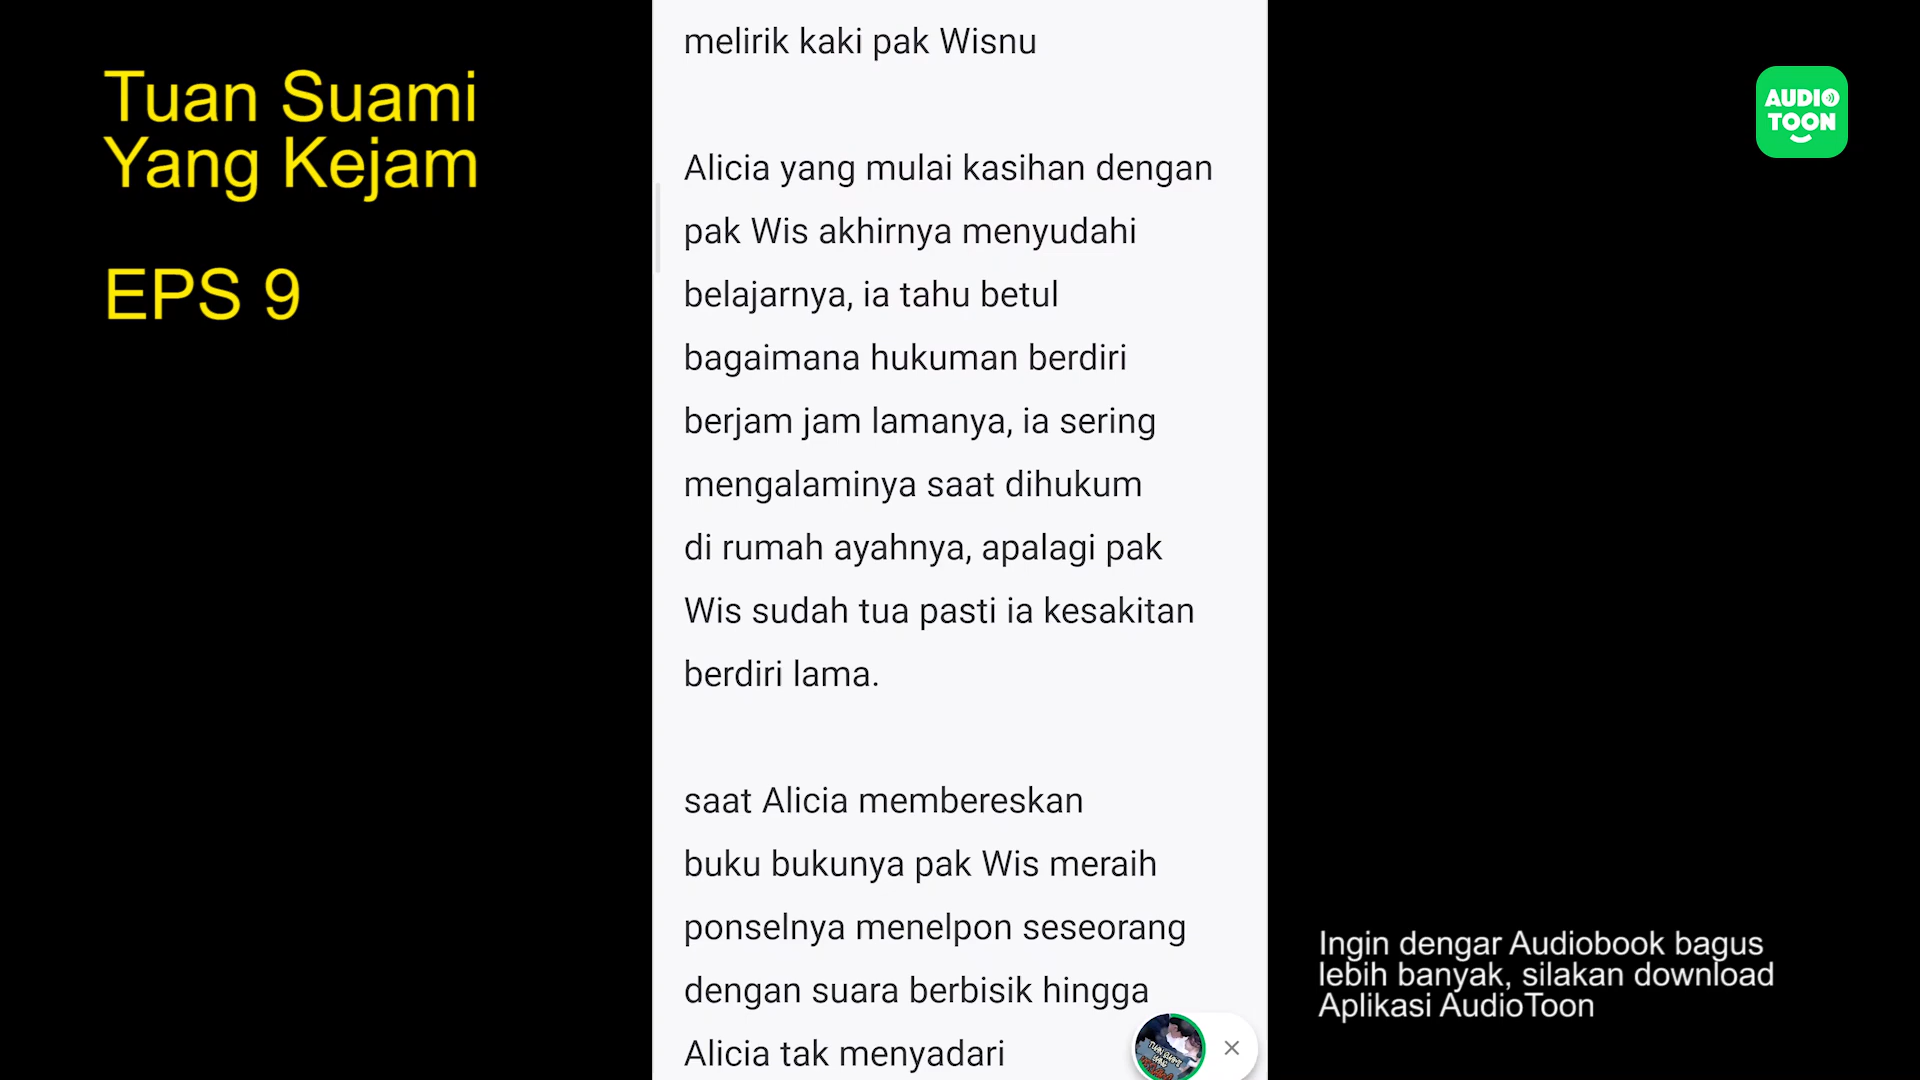 Tuan Suami
Yang Kejam
EPS 9
melirik kaki pak Wisnu
Alicia yang mulai kasihan dengan
pak Wis akhirnya menyudahi
belajarnya, ia tahu betul
bagaimana hukuman berdiri
berjam jam lamanya, ia sering
mengalaminya saat dihukum
di rumah ayahnya, apalagi pak
Wis sudah tua pasti ia kesakitan
berdiri lama.
saat Alicia membereskan
buku bukunya pak Wis meraih
ponselnya menelpon seseorang
dengan suara berbisik hingga
Alicia tak menyadari
AUDIO
TOON
Ingin dengar Audiobook bagus
lebih banyak, silakan download
Aplikasi AudioToon